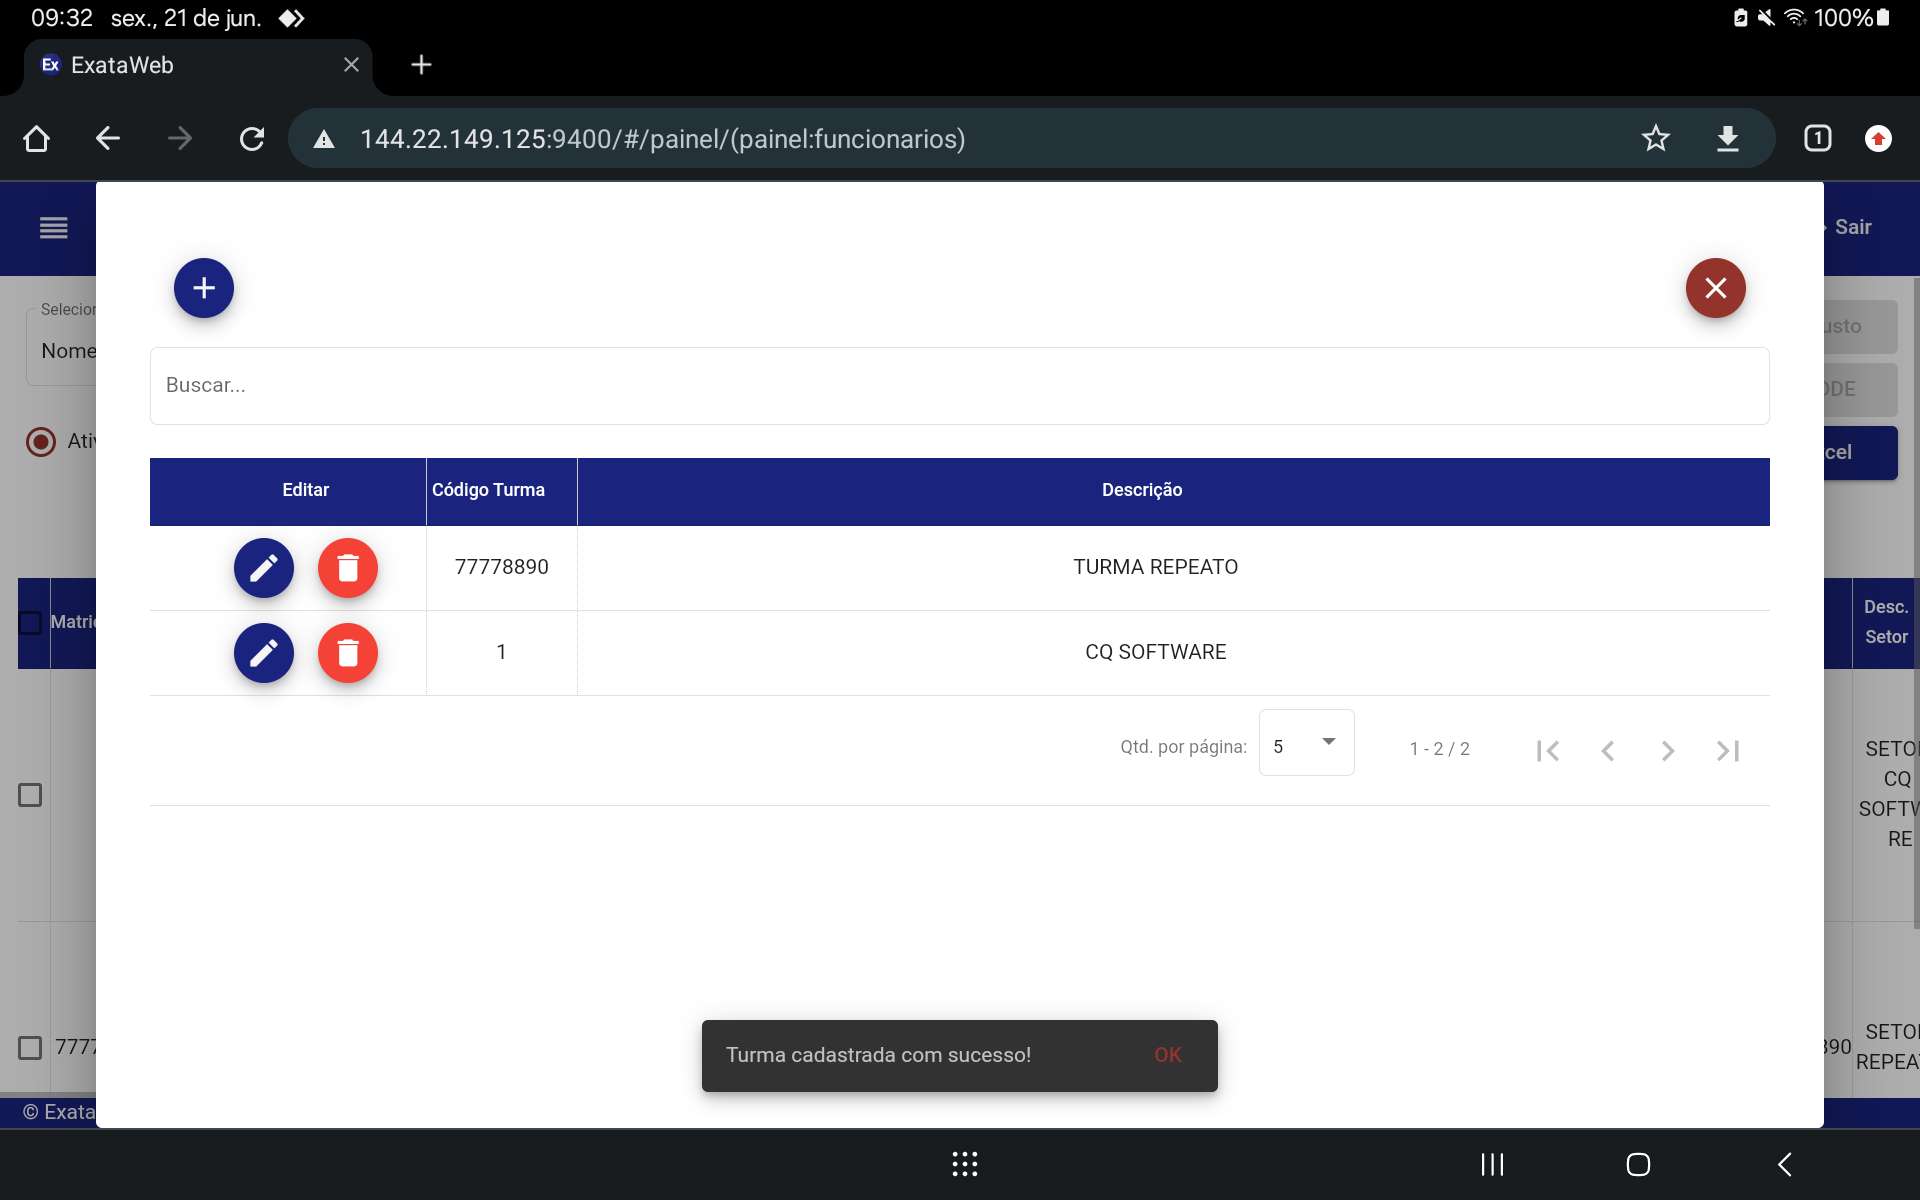 09:32 sex., 21 de jun. 100%
Ex ExataWeb
144.22.149.125:9400/#/painel/(painel:funcionarios) 1
Sair
Selecion
Nome
usto
ODE
Buscar...
Ati
cel
Editar Código Turma Descrição
77778890 TURMA REPEATO
1 CQ SOFTWARE
Matri
Desc.
Setor
Qtd. por página: 5 1 - 2 / 2
SETO
CQ
SOFTW
RE
7777
890
SETO
REPEA
Turma cadastrada com sucesso! OK
© Exata